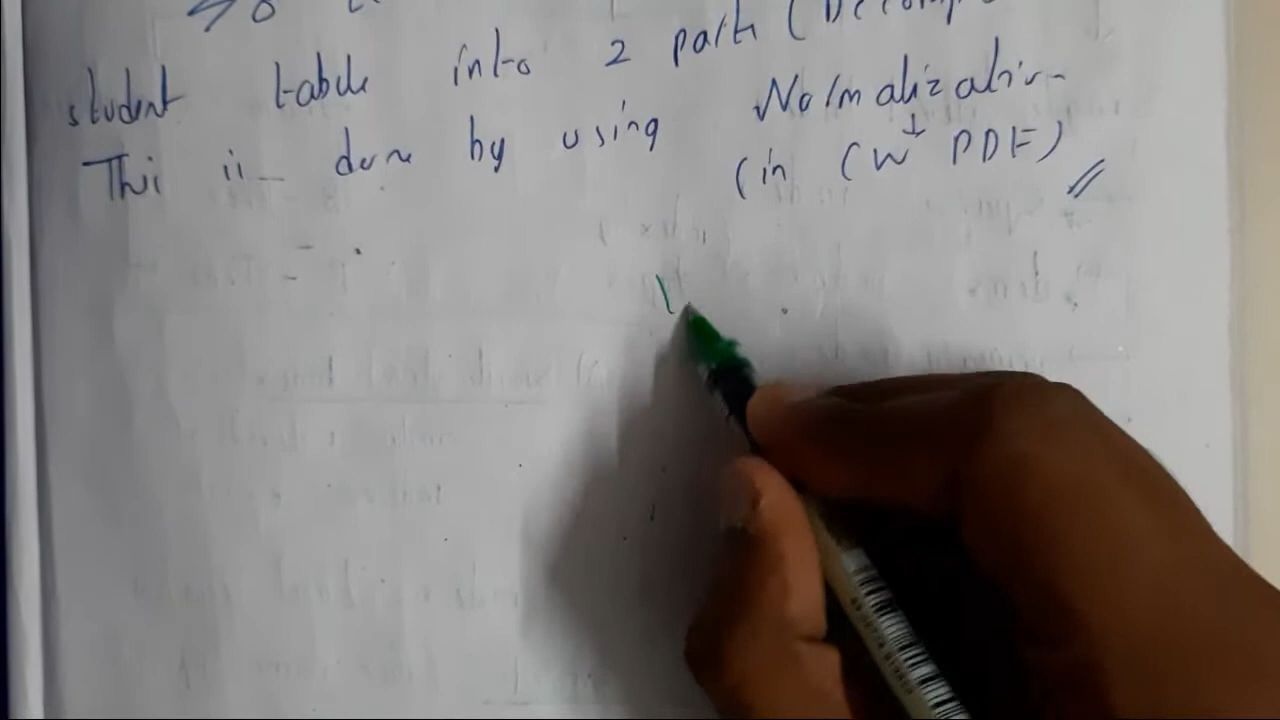 student table into 2 parts (Decomp
This is done by using Normalization
(in CW PDF)